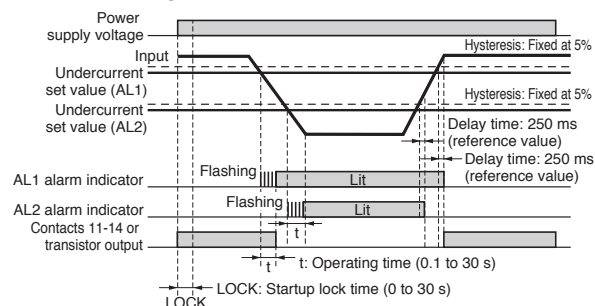 Power
supply voltage
Input
Hysteresis: Fixed at 5%
Undercurrent
set value (AL1)
Hysteresis: Fixed at 5%
Undercurrent
set value (AL2)
Delay time: 250 ms
(reference value)
Delay time: 250 ms
(reference value)
Flashing
AL1 alarm indicator
Lit
Flashing
AL2 alarm indicator
Lit
t
Contacts 11-14 or
transistor output
t
t: Operating time (0.1 to 30 s)
LOCK: Startup lock time (0 to 30 s)
LOCK